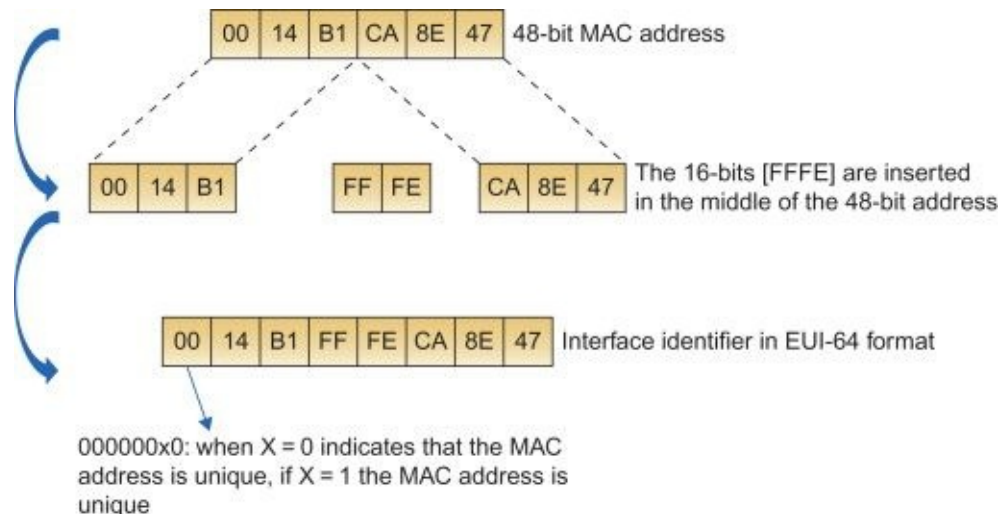 00 14 B1 CA 8E 47 48-bit MAC address
00 14 B1 FF FE CA 8E 47 The 16-bits [FFFE] are inserted
in the middle of the 48-bit address
00 14 B1 FF FE CA 8E 47 Interface identifier in EUI-64 format
000000x0: when X = 0 indicates that the MAC
address is unique, if X = 1 the MAC address is
unique